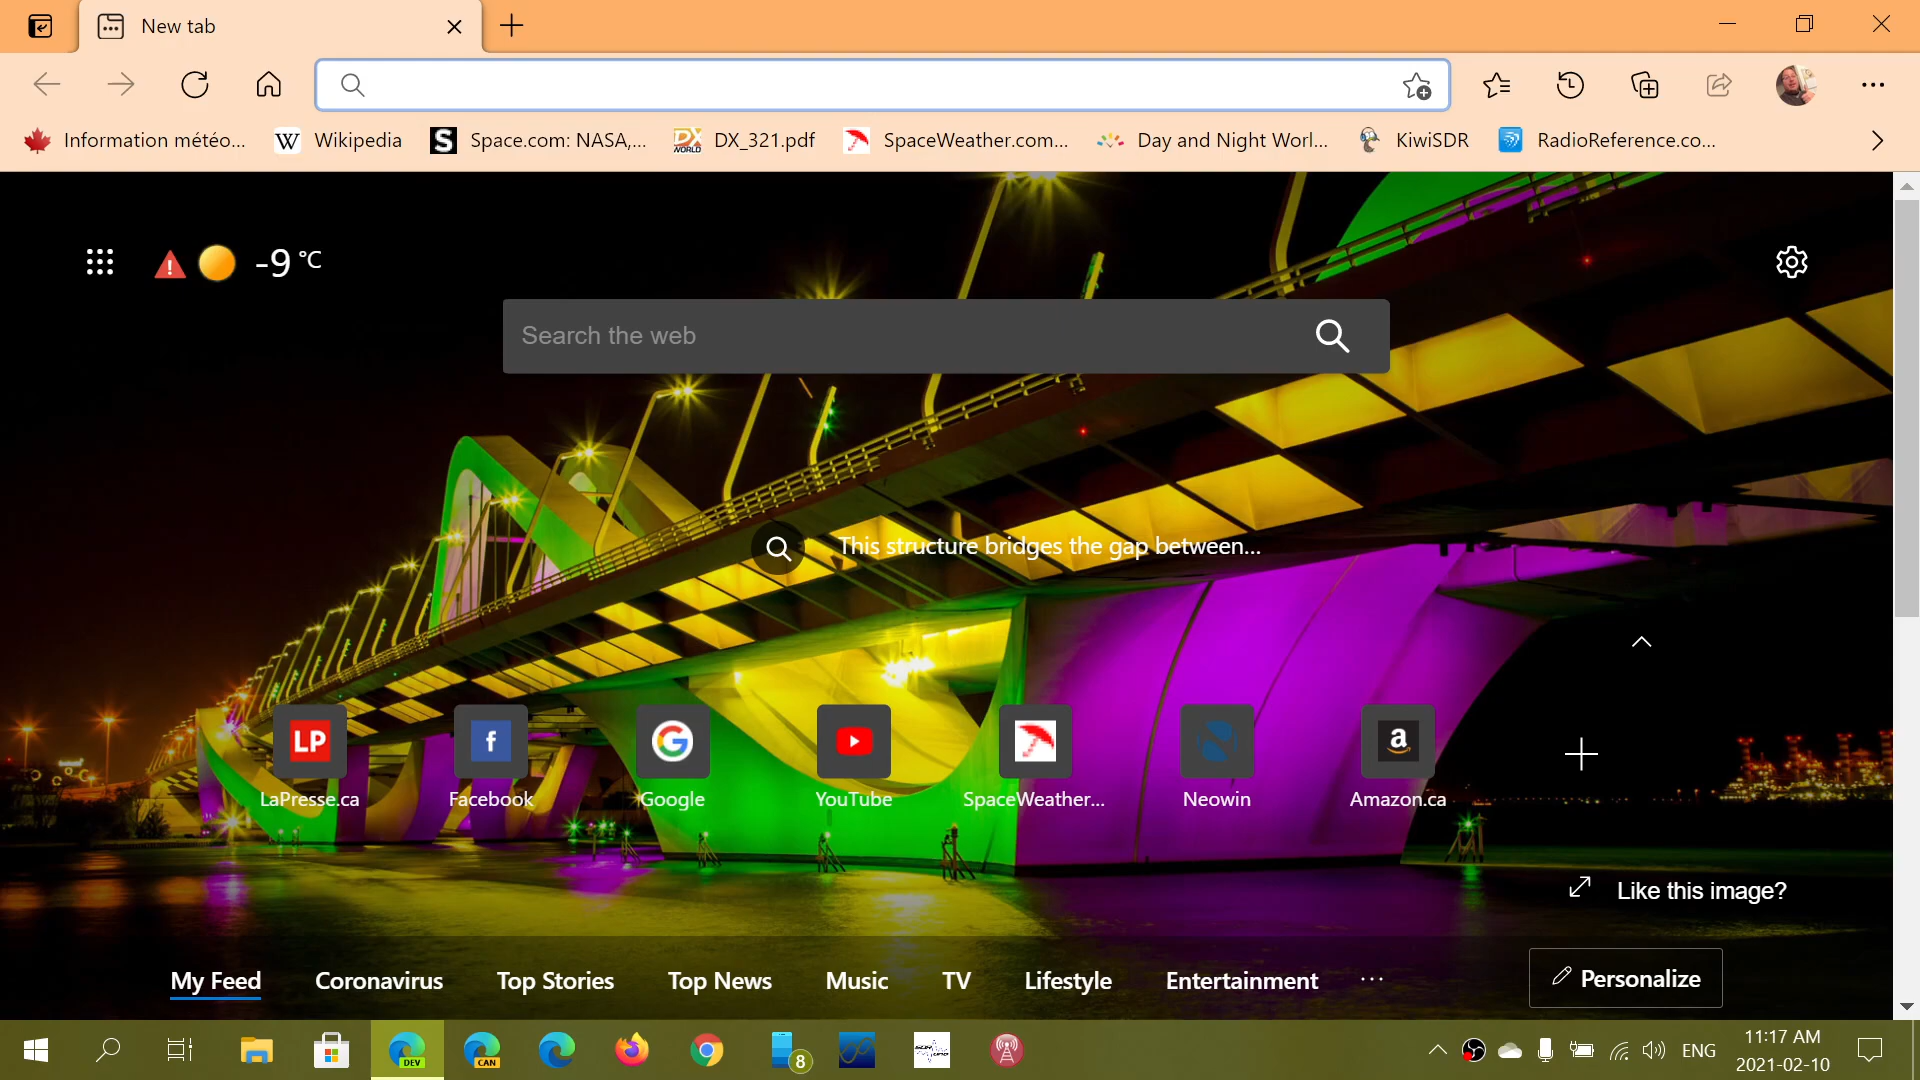 New tab
Information météo...
Wikipedia
S
Space.com: NASA,...
DX WORLD
DX_321.pdf
SpaceWeather.com...
Day and Night Worl...
KiwiSDR
RadioReference.co...
-9 °C
Search the web
This structure bridges the gap between...
LP
LaPresse.ca
Facebook
Google
YouTube
SpaceWeather...
Neowin
Amazon.ca
Like this image?
My Feed
Coronavirus
Top Stories
Top News
Music
TV
Lifestyle
Entertainment
Personalize
DEV
CAN
8
ENG
11:17 AM
2021-02-10